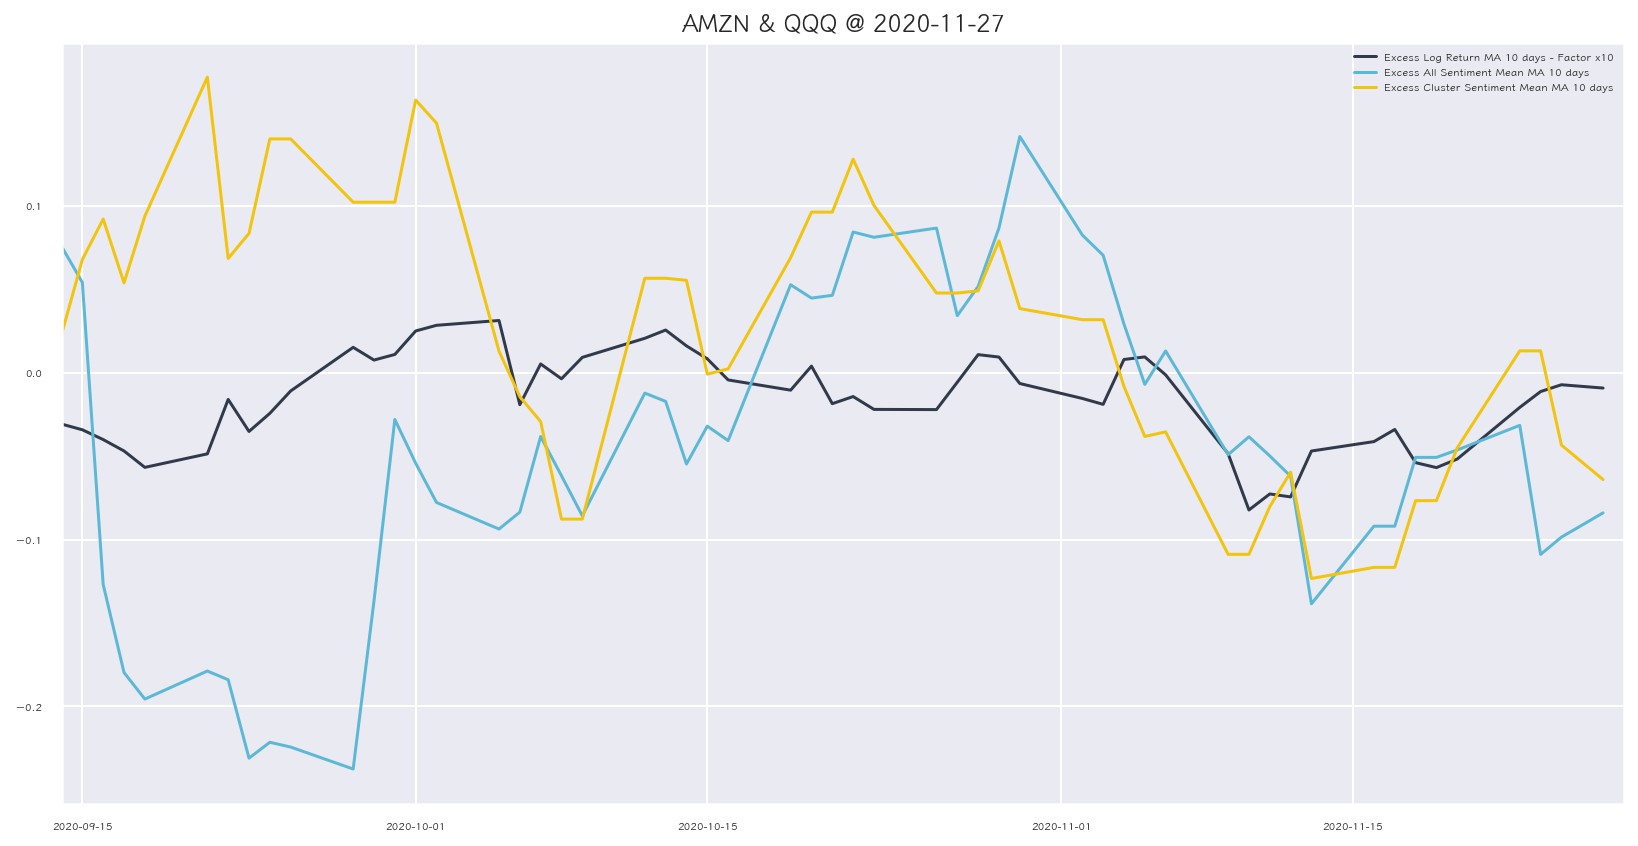 AMZN & QQQ @ 2020-11-27
Excess Log Return MA 10 days - Factor x10
Excess All Sentiment Mean MA 10 days
Excess Cluster Sentiment Mean MA 10 days
0.1
0.0
−0.1
−0.2
2020-09-15 2020-10-01 2020-10-15 2020-11-01 2020-11-15